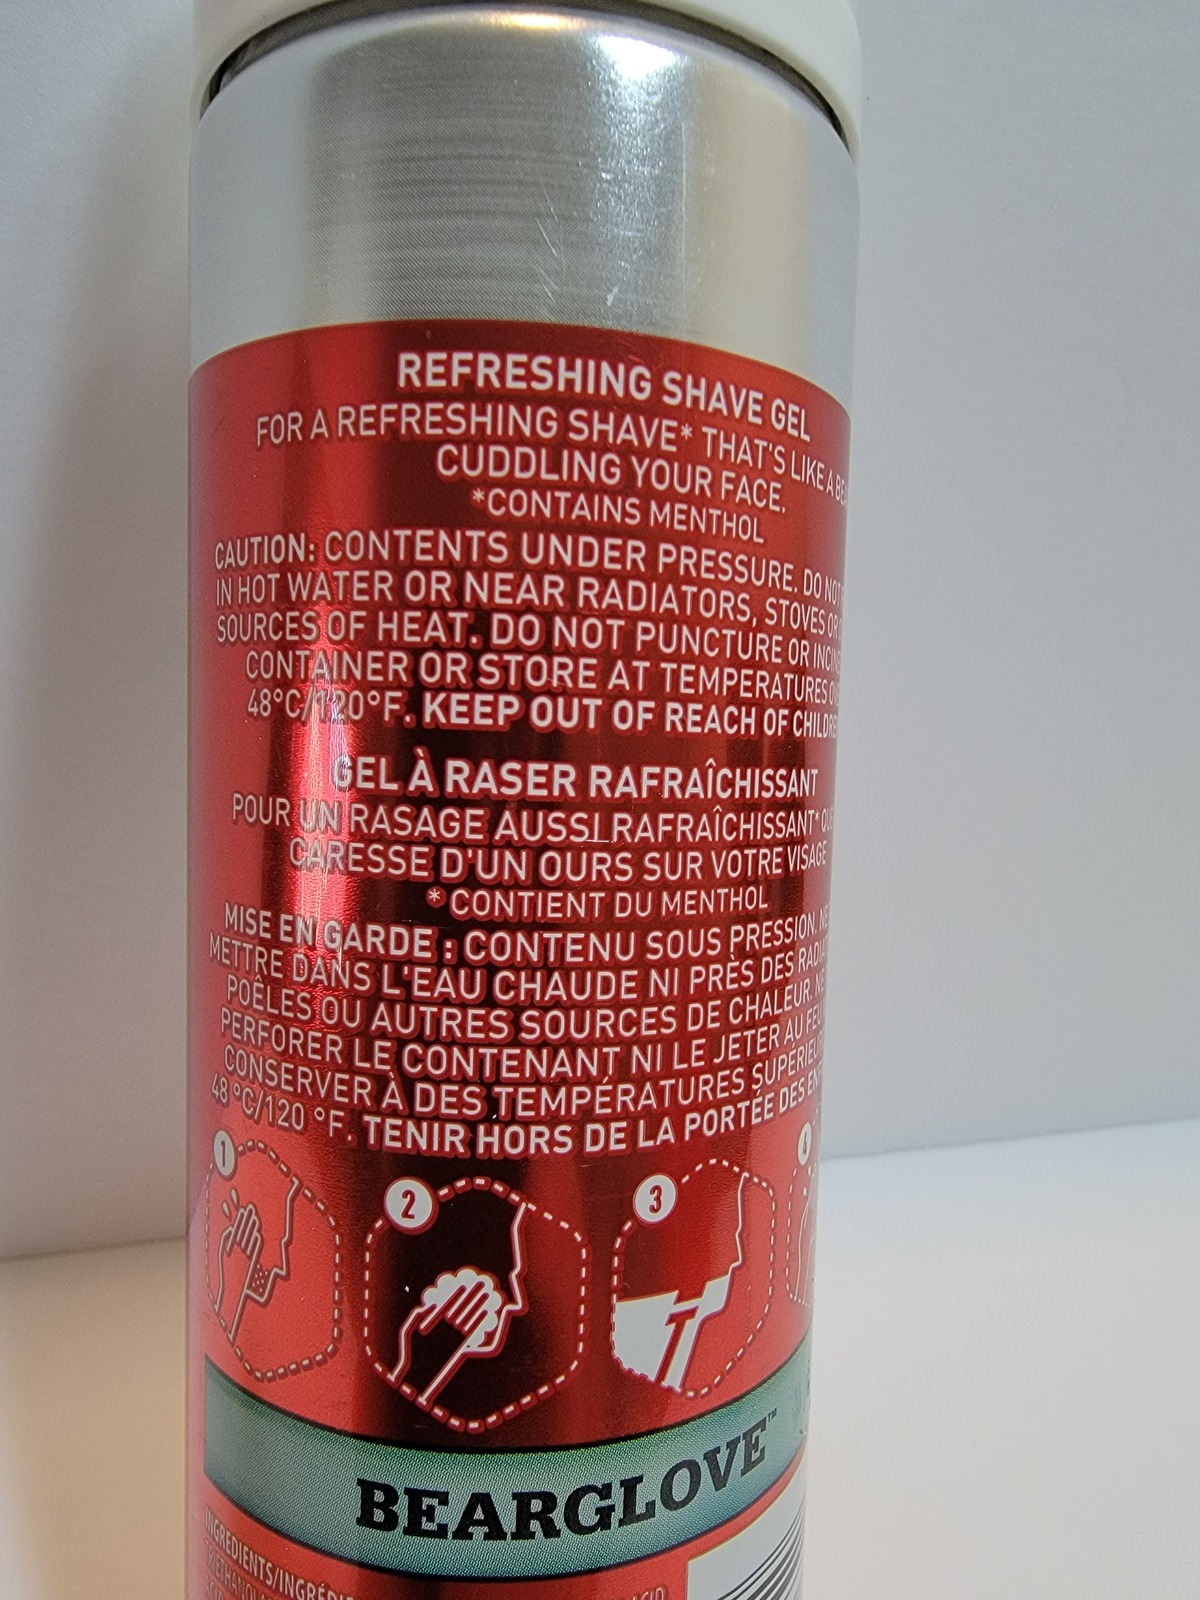 REFRESHING SHAVE GEL
FOR A REFRESHING SHAVE* THAT'S LIKE A
CUDDLING YOUR FACE.
*CONTAINS MENTHOL
CAUTION: CONTENTS UNDER PRESSURE. DO NOT
IN HOT WATER OR NEAR RADIATORS, STOVES OR
SOURCES OF HEAT. DO NOT PUNCTURE OR
CONTAINER OR STORE AT TEMPERATURES
48°C/120°F. KEEP OUT OF REACH OF
GEL À RASER RAFRAÎCHISSANT
POUR UN RASAGE AUSSI RAFRAÎCHISSANT*
CARESSE D'UN OURS SUR VOTRE VISAGE
*CONTIENT DU MENTHOL
MISE EN GARDE : CONTENU SOUS PRESSION. NE
METTRE DANS L'EAU CHAUDE NI PRÈS DES
POÊLES OU AUTRES SOURCES DE CHALEUR. NE
PERFORER LE CONTENANT NI LE JETER AU FEU
CONSERVER À DES TEMPÉRATURES
48 °C/120 °F. TENIR HORS DE LA PORTÉE DES
1
2
3
4
BEARGLOVE™